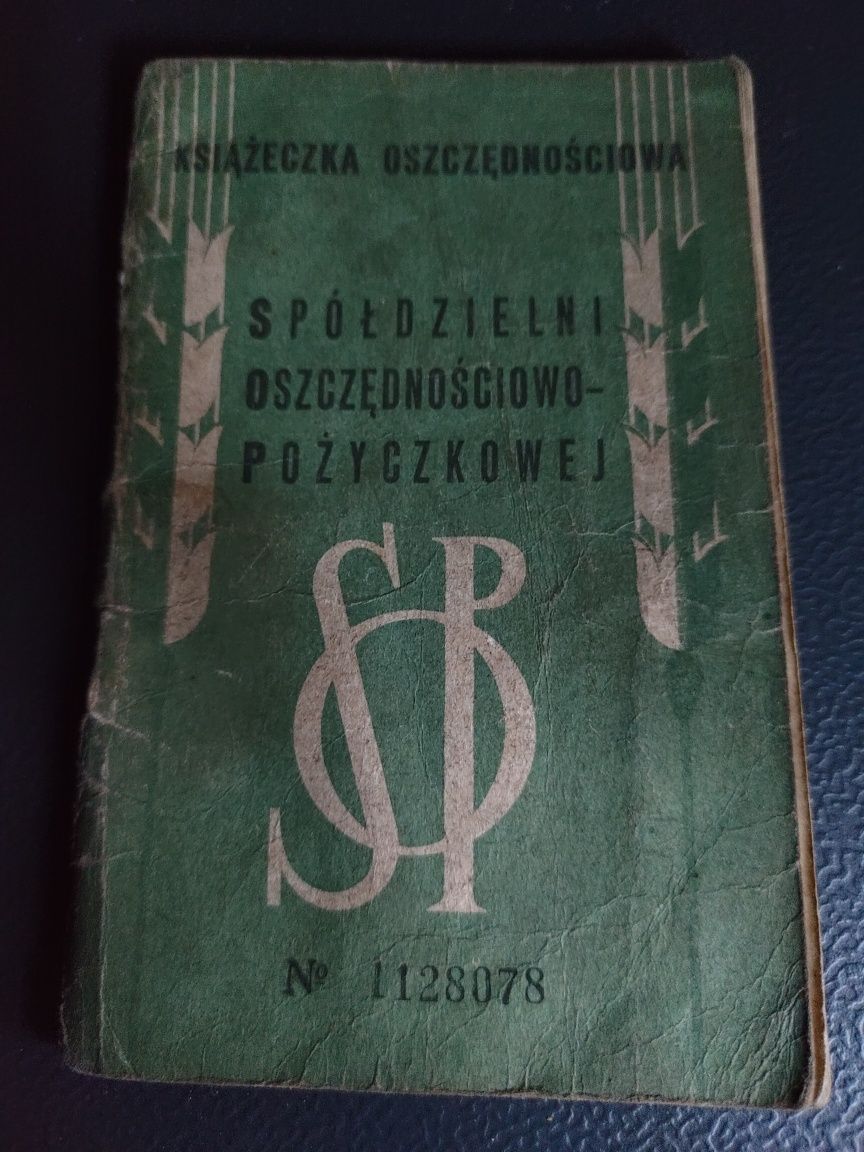 KSIĄŻECZKA OSZCZĘDNOŚCIOWA
SPÓŁDZIELNI
OSZCZĘDNOŚCIOWO-
POŻYCZKOWEJ
SOP
Nº 1128078